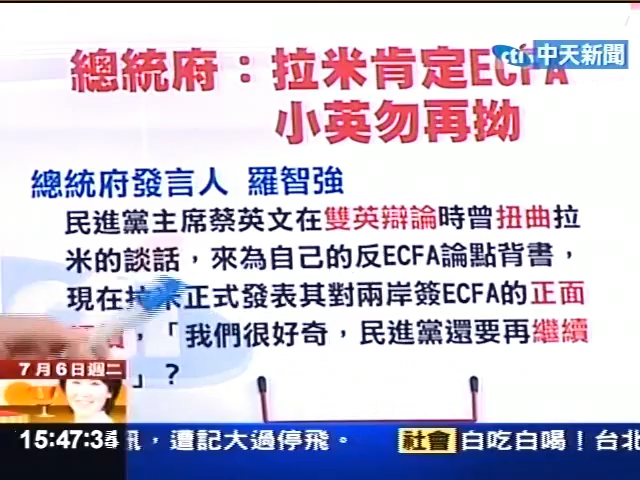 總統府：拉米肯定ECFA
ctiTV 中天新聞
小英勿再拗
總統府發言人 羅智強
民進黨主席蔡英文在雙英辯論時曾扭曲拉
米的談話，來為自己的反ECFA論點背書，
現在拉米正式發表其對兩岸簽ECFA的正面
，「我們很好奇，民進黨還要再繼續
」？
7月6日週二
15:47:3
訊，遭記大過停飛。 社會 白吃白喝！台北